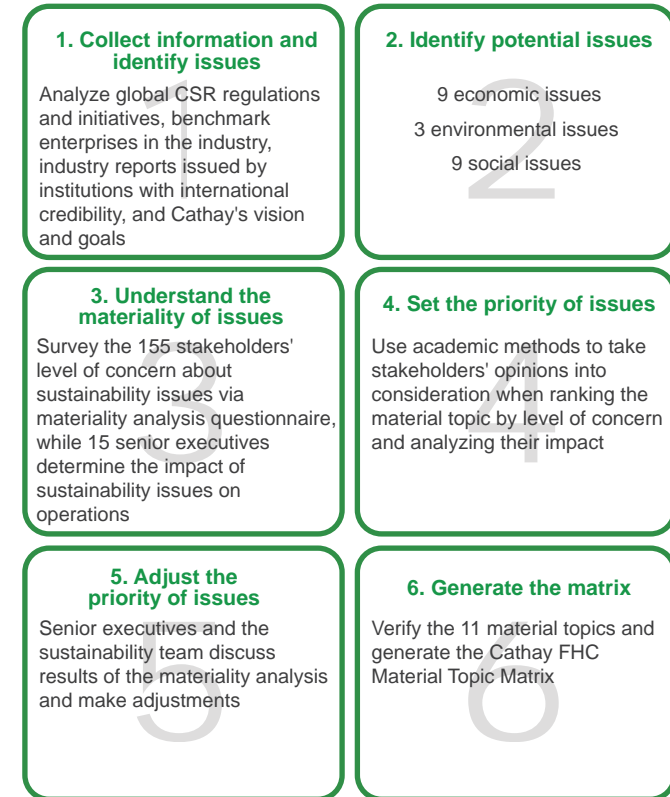 1. Collect information and
identify issues
1
Analyze global CSR regulations
and initiatives, benchmark
enterprises in the industry,
industry reports issued by
institutions with international
credibility, and Cathay's vision
and goals
2. Identify potential issues
2
9 economic issues
3 environmental issues
9 social issues
3. Understand the
materiality of issues
3
Survey the 155 stakeholders'
level of concern about
sustainability issues via
materiality analysis questionnaire,
while 15 senior executives
determine the impact of
sustainability issues on
operations
4. Set the priority of issues
4
Use academic methods to take
stakeholders' opinions into
consideration when ranking the
material topic by level of concern
and analyzing their impact
5. Adjust the
priority of issues
5
Senior executives and the
sustainability team discuss
results of the materiality analysis
and make adjustments
6. Generate the matrix
6
Verify the 11 material topics and
generate the Cathay FHC
Material Topic Matrix